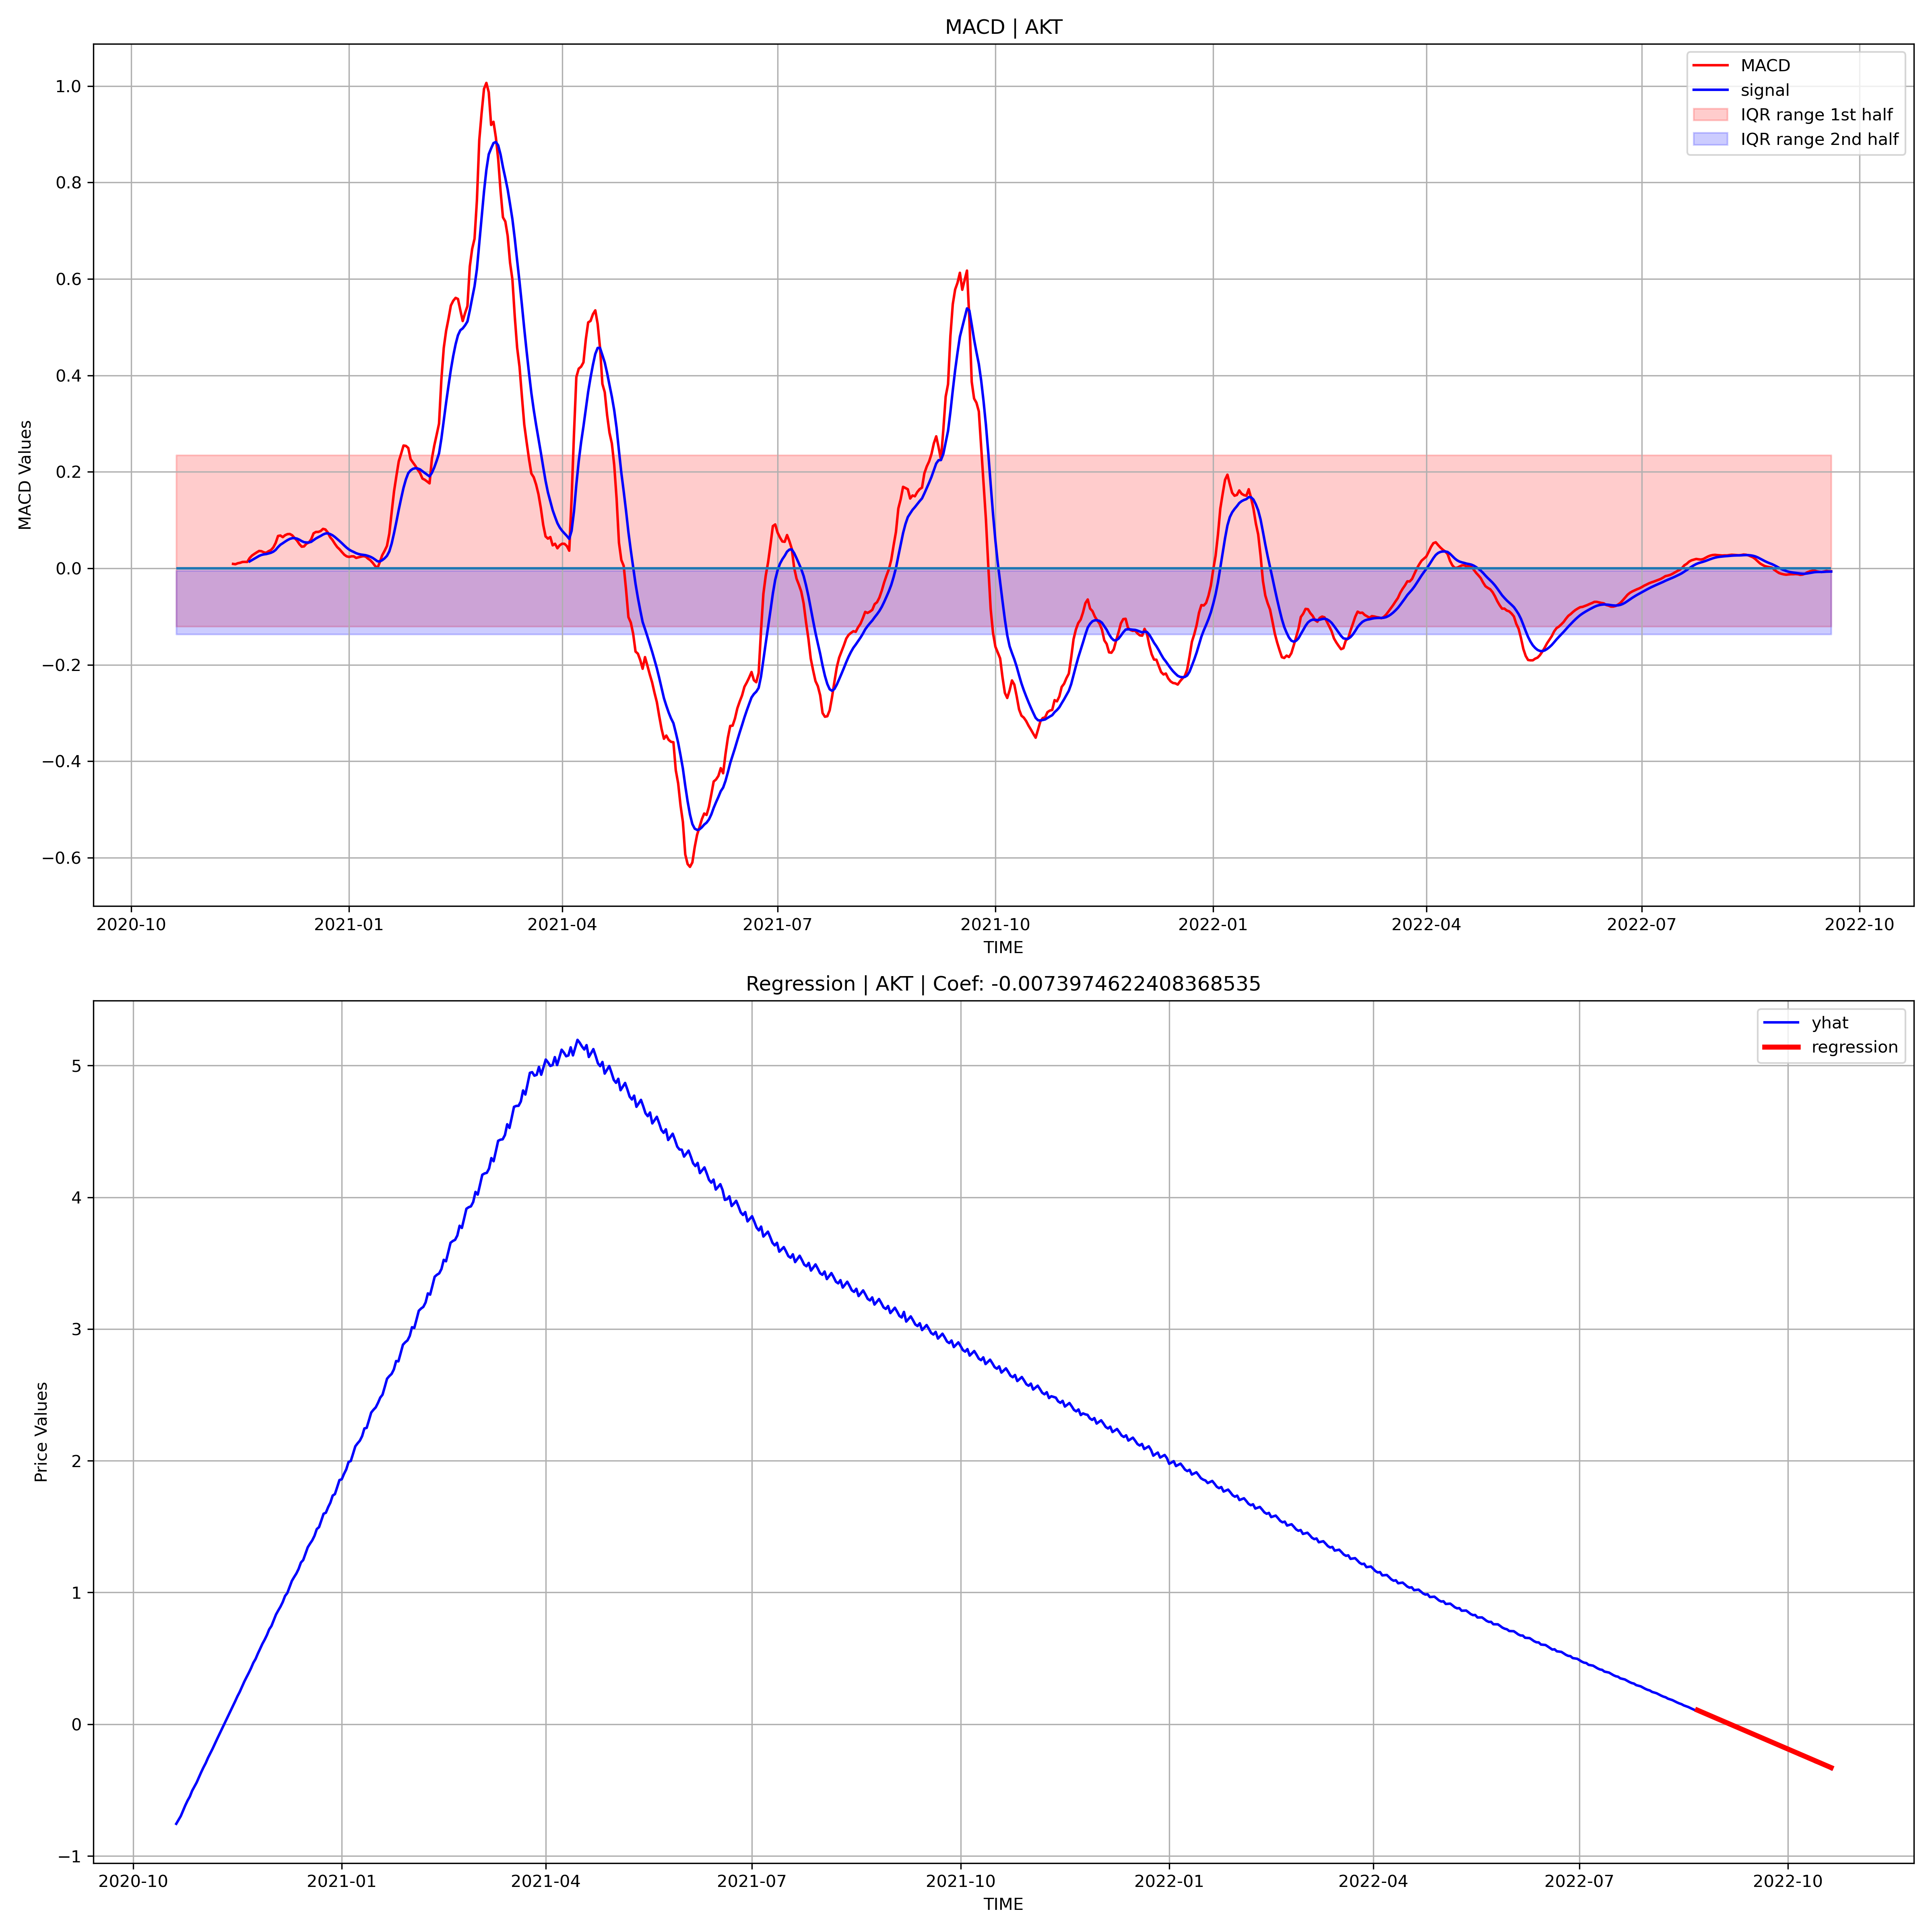 MACD | AKT
MACD
signal
IQR range 1st half
IQR range 2nd half
MACD Values
1.0
0.8
0.6
0.4
0.2
0.0
−0.2
−0.4
−0.6
2020-10 2021-01 2021-04 2021-07 2021-10 2022-01 2022-04 2022-07 2022-10
TIME
Regression | AKT | Coef: -0.0073974622408368535
yhat
regression
Price Values
5
4
3
2
1
0
−1
2020-10 2021-01 2021-04 2021-07 2021-10 2022-01 2022-04 2022-07 2022-10
TIME